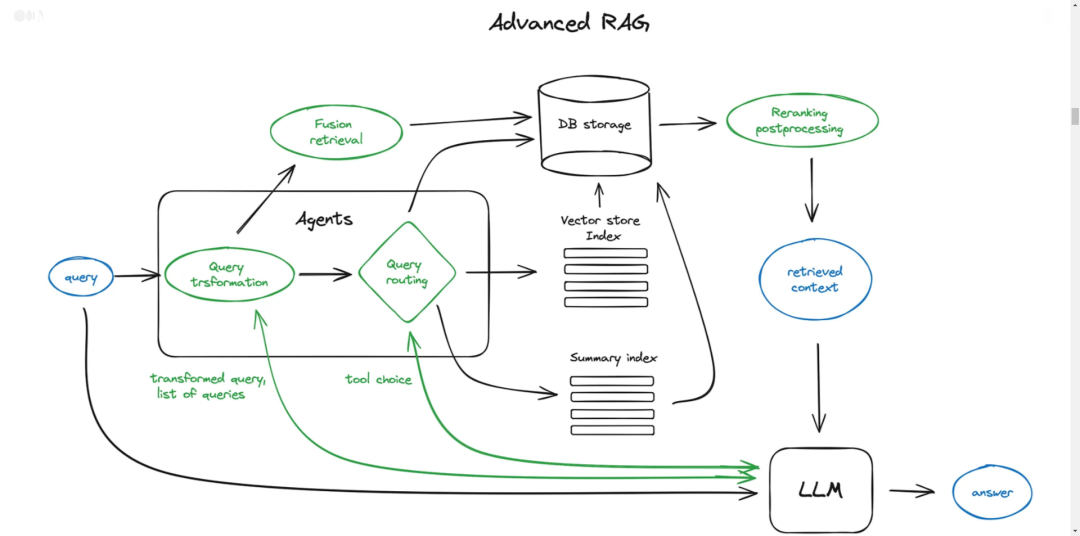 Advanced RAG
Fusion
retrieval
DB storage
Reranking
postprocessing
Agents
Vector store
Index
query
Query
trsformation
Query
routing
retrieved
context
Summary index
transformed query,
list of queries
tool choice
LLM
answer